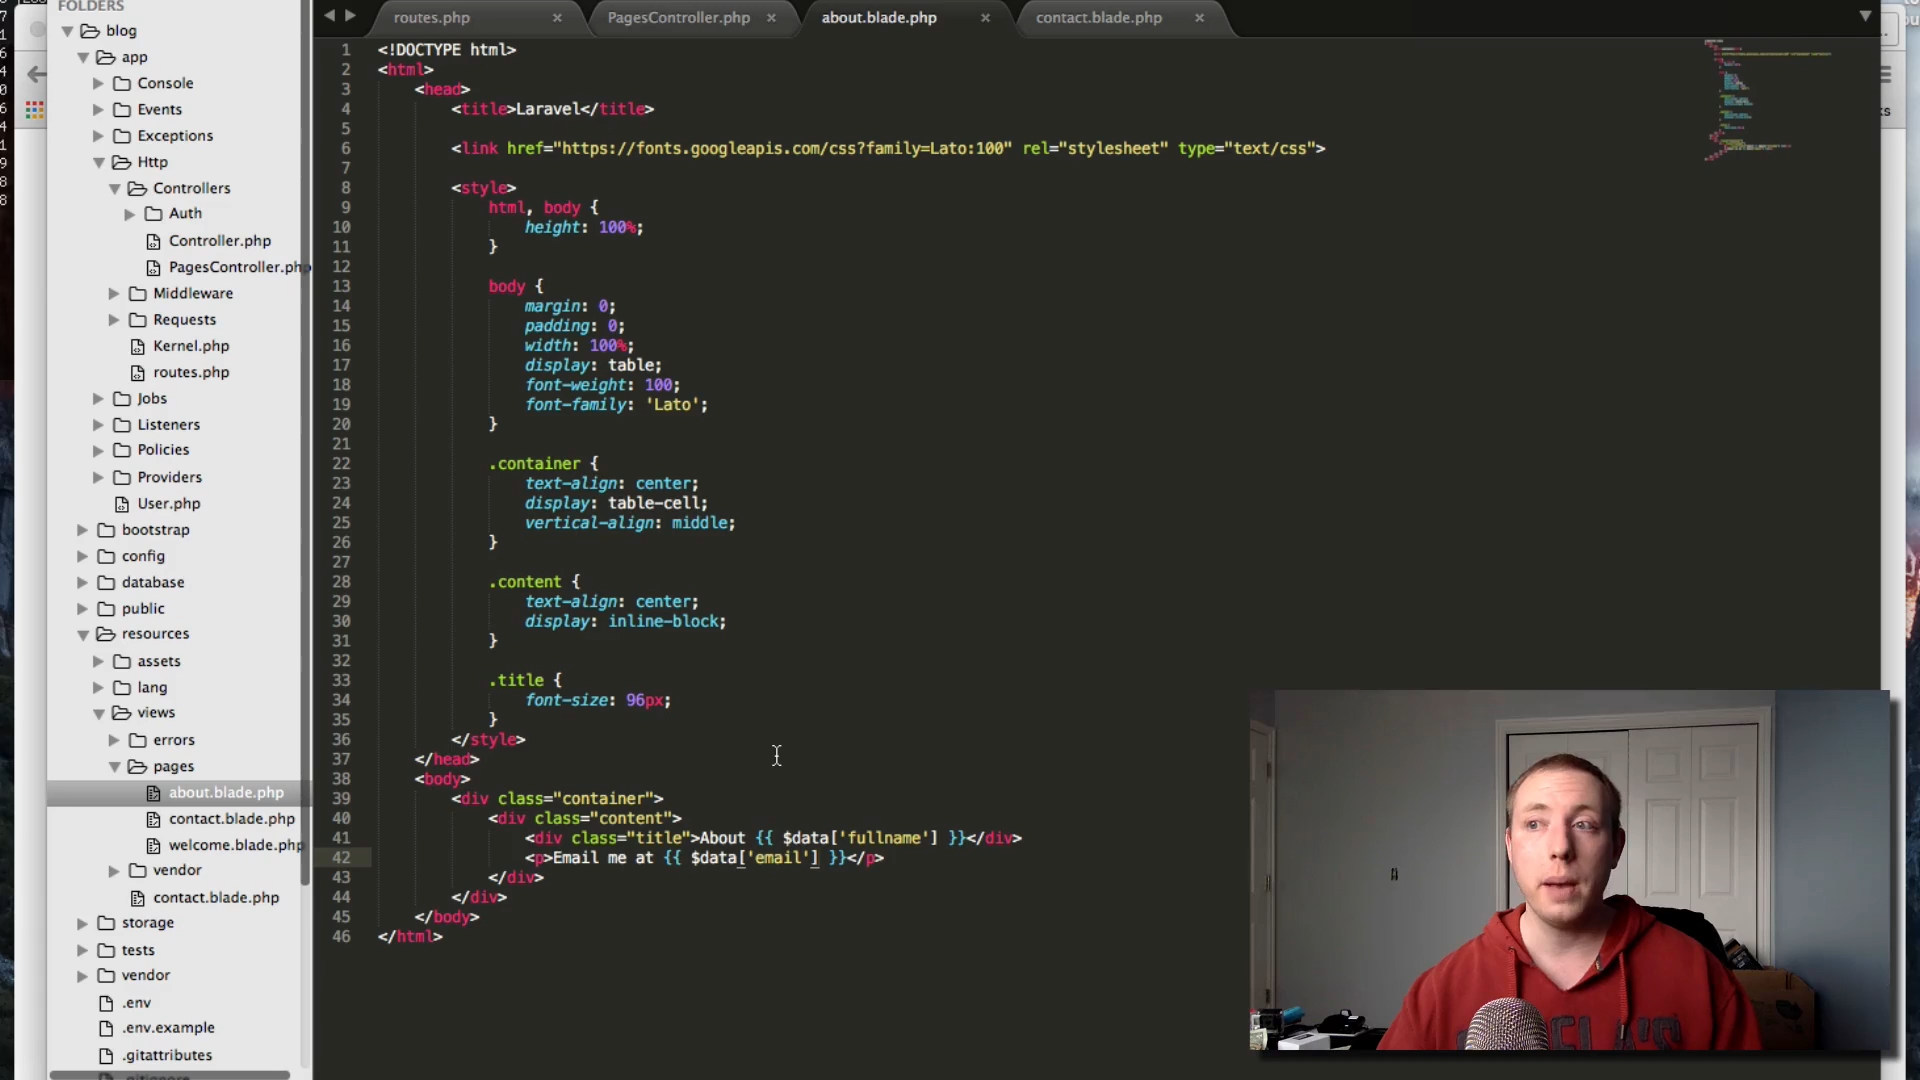 FOLDERS
blog
app
Console
Events
Exceptions
Http
Controllers
Auth
Controller.php
PagesController.php
Middleware
Requests
Kernel.php
routes.php
Jobs
Listeners
Policies
Providers
User.php
bootstrap
config
database
public
resources
assets
lang
views
errors
pages
about.blade.php
contact.blade.php
welcome.blade.php
vendor
contact.blade.php
storage
tests
vendor
.env
.env.example
.gitattributes
routes.php × PagesController.php × about.blade.php × contact.blade.php ×
1 <!DOCTYPE html>
2 <html>
3 <head>
4 <title>Laravel</title>
5
6 <link href="https://fonts.googleapis.com/css?family=Lato:100" rel="stylesheet" type="text/css">
7
8 <style>
9 html, body {
10 height: 100%;
11 }
12
13 body {
14 margin: 0;
15 padding: 0;
16 width: 100%;
17 display: table;
18 font-weight: 100;
19 font-family: 'Lato';
20 }
21
22 .container {
23 text-align: center;
24 display: table-cell;
25 vertical-align: middle;
26 }
27
28 .content {
29 text-align: center;
30 display: inline-block;
31 }
32
33 .title {
34 font-size: 96px;
35 }
36 </style>
37 </head>
38 <body>
39 <div class="container">
40 <div class="content">
41 <div class="title">About {{ $data['fullname'] }}</div>
42 <p>Email me at {{ $data['email'] }}</p>
43 </div>
44 </div>
45 </body>
46 </html>